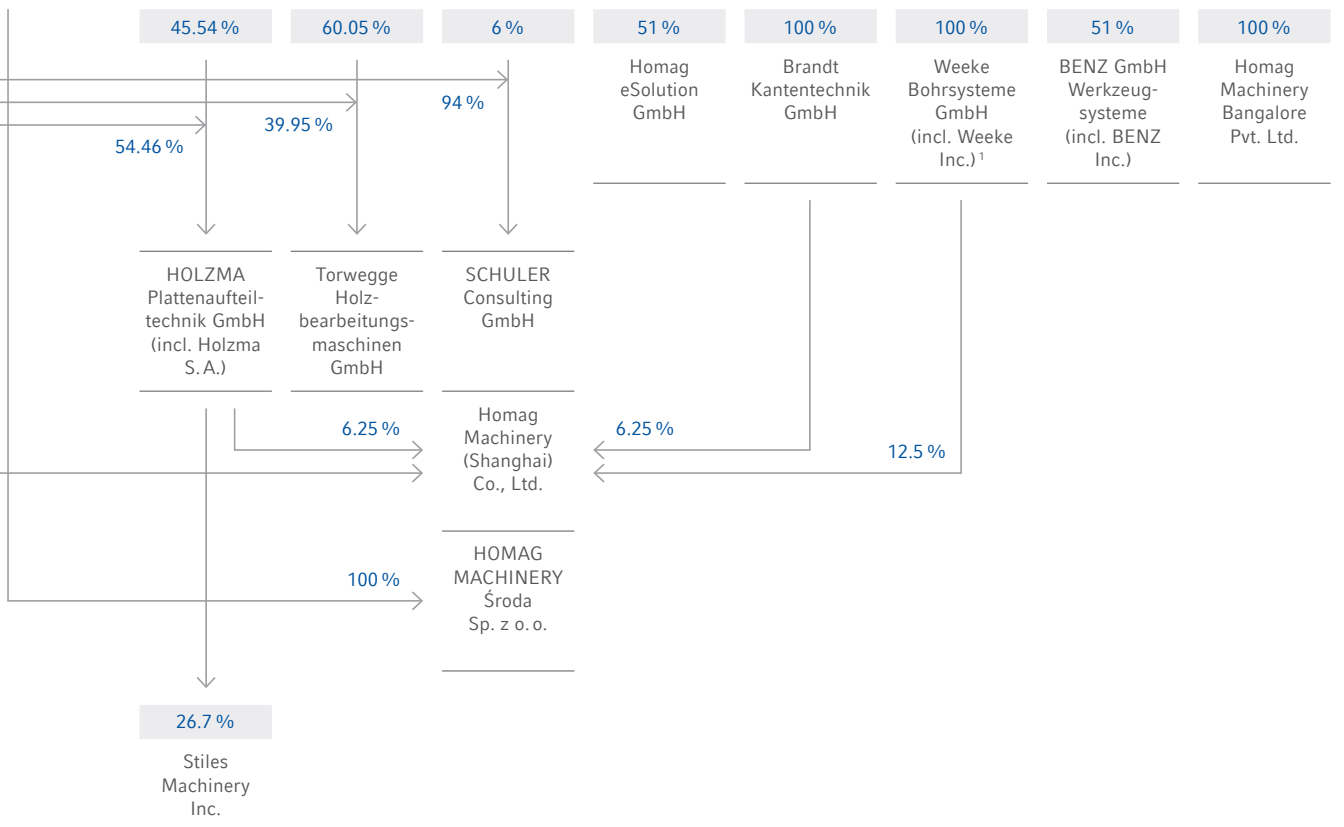 45.54 %
60.05 %
6 %
51 %
100 %
100 %
51 %
100 %
Homag
eSolution
GmbH
Brandt
Kantentechnik
GmbH
Weeke
Bohrsysteme
GmbH
(incl. Weeke
Inc.) ¹
BENZ GmbH
Werkzeug-
systeme
(incl. BENZ
Inc.)
Homag
Machinery
Bangalore
Pvt. Ltd.
94 %
39.95 %
54.46 %
HOLZMA
Plattenaufteil-
technik GmbH
(incl. Holzma
S. A.)
Torwegge
Holz-
bearbeitungs-
maschinen
GmbH
SCHULER
Consulting
GmbH
6.25 %
Homag
Machinery
(Shanghai)
Co., Ltd.
6.25 %
12.5 %
100 %
HOMAG
MACHINERY
Środa
Sp. z o. o.
26.7 %
Stiles
Machinery
Inc.